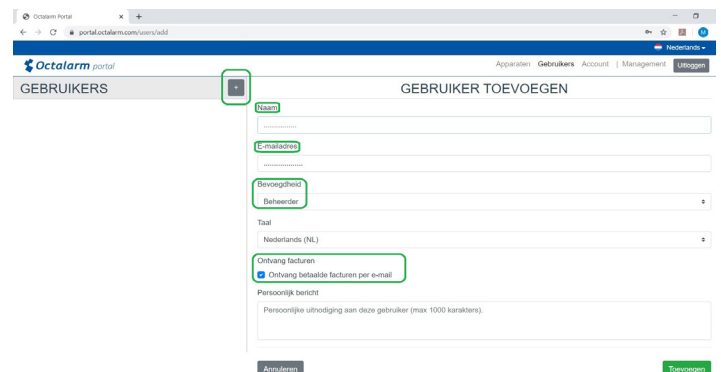 Octalarm Portal
portal.octalarm.com/users/add
M
Nederlands
Octalarm portal
Apparaten Gebruikers Account | Management Uitloggen
GEBRUIKERS
+
GEBRUIKER TOEVOEGEN
Naam
E-mailadres
Bevoegdheid
Beheerder
Taal
Nederlands (NL)
Ontvang facturen
Ontvang betaalde facturen per e-mail
Persoonlijk bericht
Persoonlijke uitnodiging aan deze gebruiker (max 1000 karakters).
Annuleren
Toevoegen